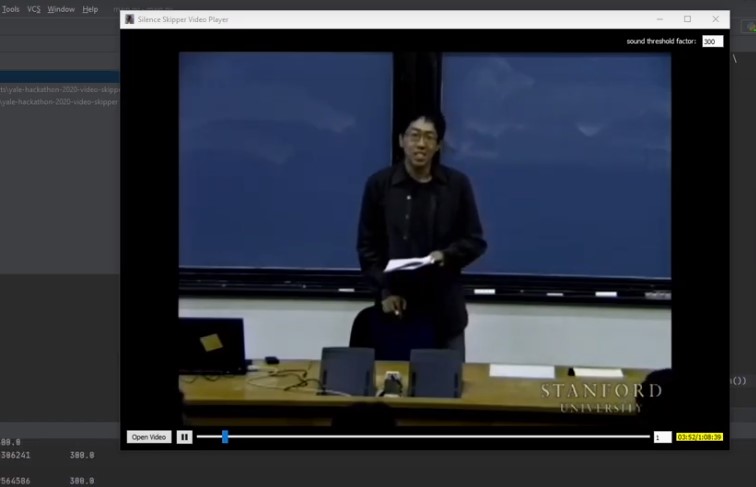 Tools VCS Window Help
Silence Skipper Video Player
sound threshold factor: 300
\
ts\yale-hackathon-2020-video-skipp
\yale-hackathon-2020-video-skipper
STANFORD
UNIVERSITY
())
Open Video
1
03:52/1:08:39
80.0
386241 380.0
564586 380.0